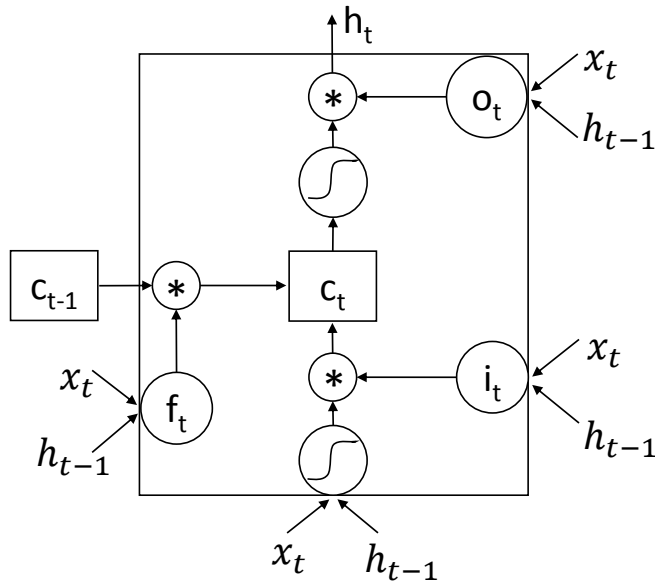 h_t
*
o_t
x_t
h_{t-1}
c_{t-1}
*
c_t
x_t
h_{t-1}
f_t
*
i_t
x_t
h_{t-1}
x_t
h_{t-1}